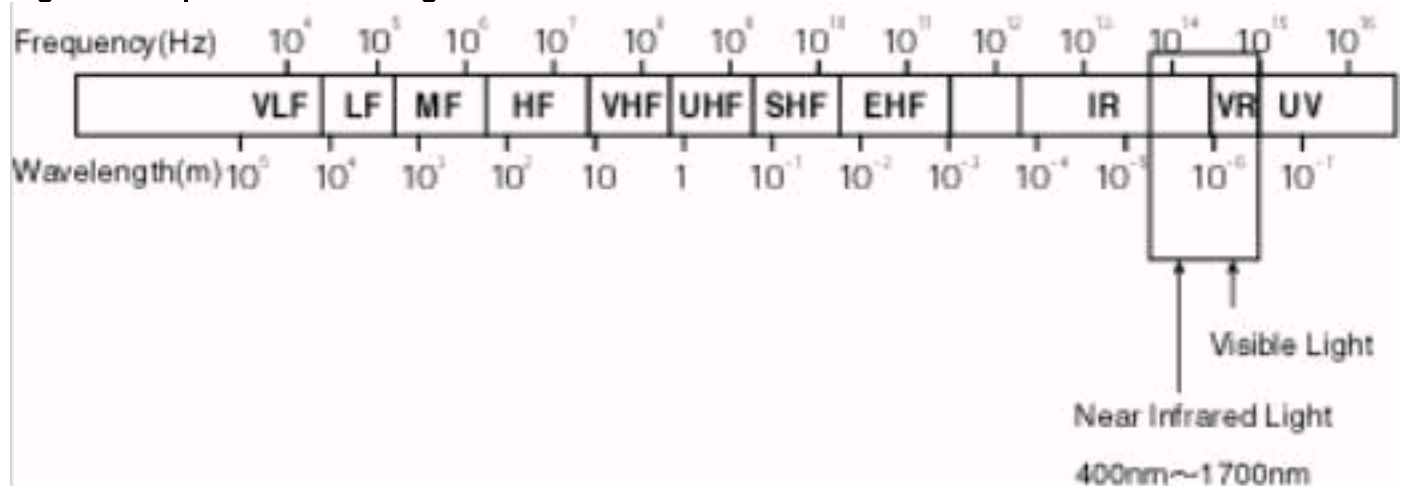 Frequency(Hz) 10⁴ 10⁵ 10⁶ 10⁷ 10⁸ 10⁹ 10¹⁰ 10¹¹ 10¹² 10¹³ 10¹⁴ 10¹⁵ 10¹⁶
VLF LF MF HF VHF UHF SHF EHF IR VR UV
Wavelength(m) 10⁵ 10⁴ 10³ 10² 10 1 10⁻¹ 10⁻² 10⁻³ 10⁻⁴ 10⁻⁵ 10⁻⁶ 10⁻⁷
Visible Light
Near Infrared Light
400nm～1700nm